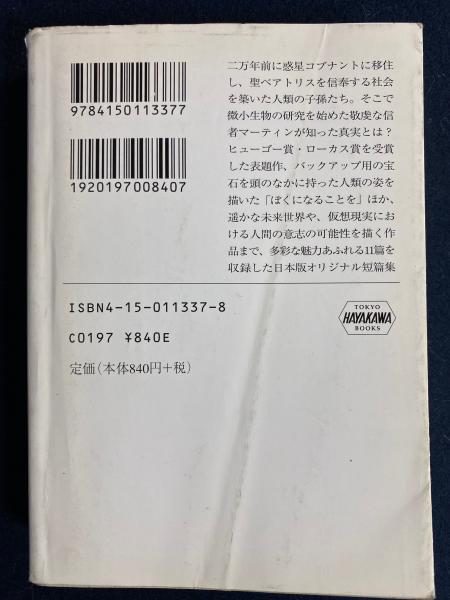 9784150113377
1920197008407
二万年前に惑星コブナントに移住
し、聖ベアトリスを信奉する社会
を築いた人類の子孫たち。そこで
微小生物の研究を始めた敬虔な信
者マーティンが知った真実とは？
ヒューゴー賞・ローカス賞を受賞
した表題作、バックアップ用の宝
石を頭のなかに持った人類の姿を
描いた「ぼくになることを」ほか、
遥かな未来世界や、仮想現実にお
ける人間の意志の可能性を描く作
品まで、多彩な魅力あふれる11篇を
収録した日本版オリジナル短篇集
ISBN4-15-011337-8
C0197 ¥840E
定価(本体840円+税)
TOKYO
HAYAKAWA
BOOKS